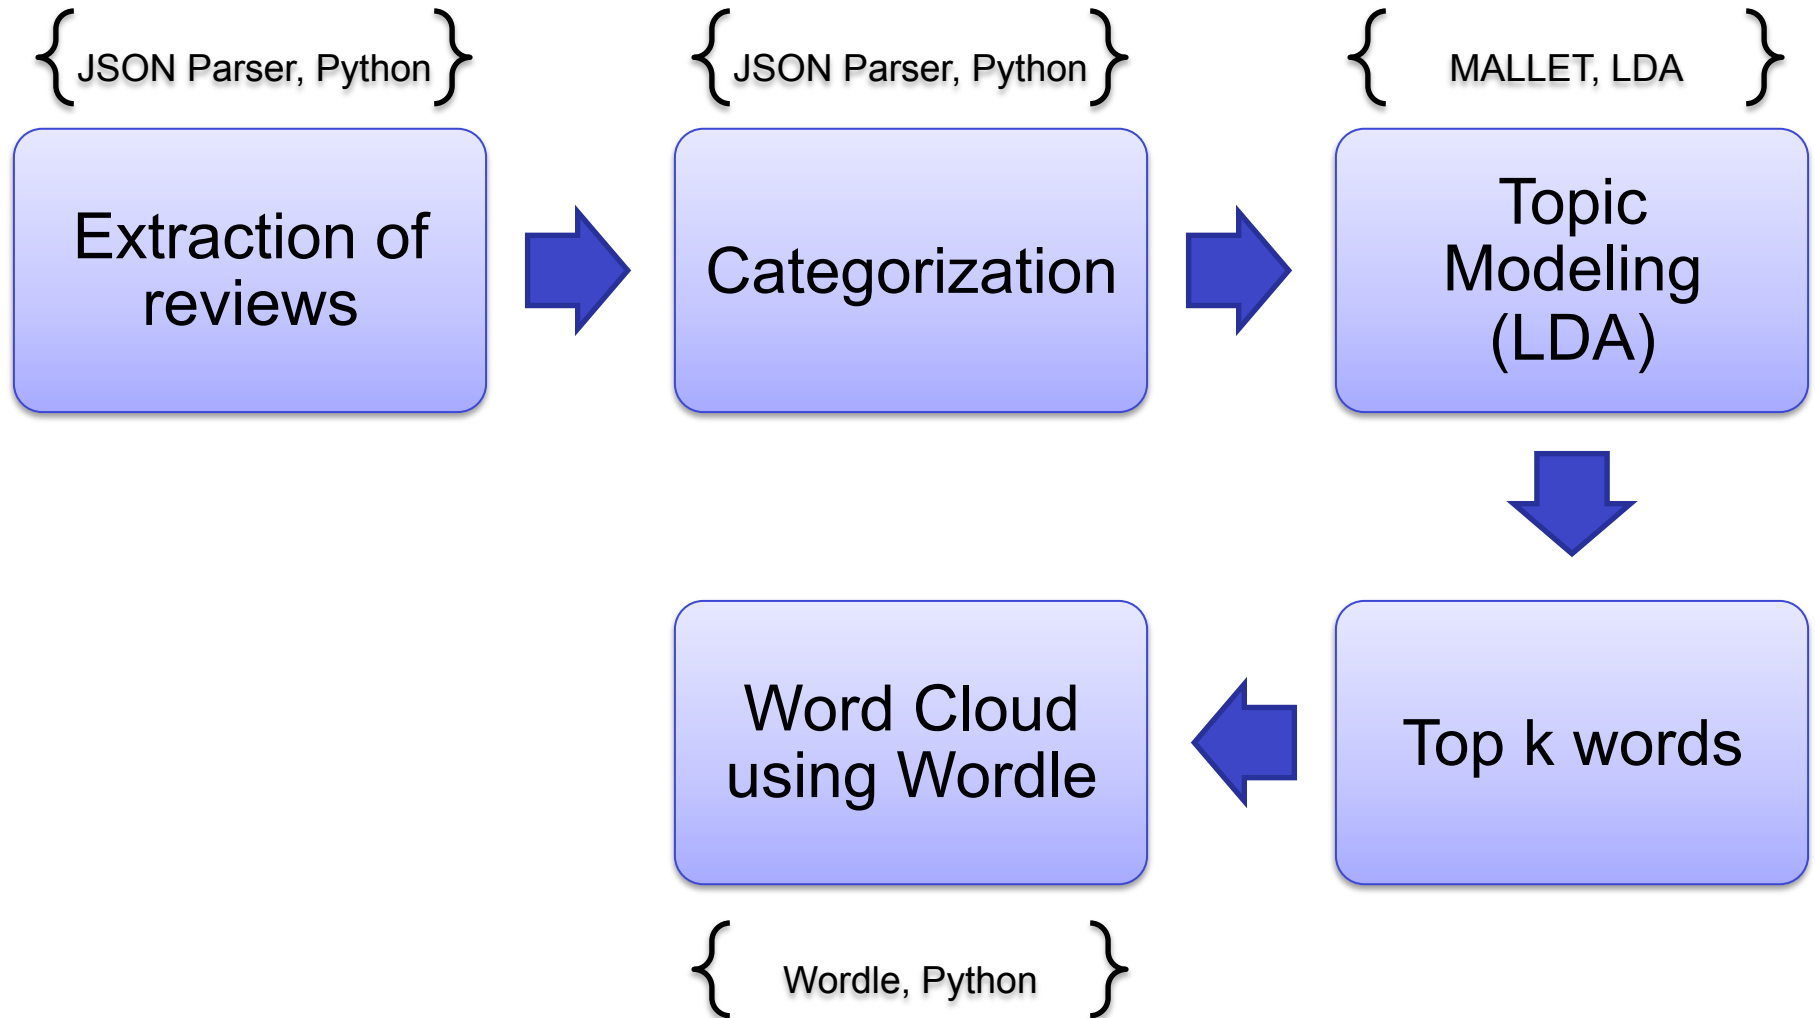 { JSON Parser, Python }
{ JSON Parser, Python }
{ MALLET, LDA }
Extraction of
reviews
Categorization
Topic
Modeling
(LDA)
Top k words
Word Cloud
using Wordle
{ Wordle, Python }